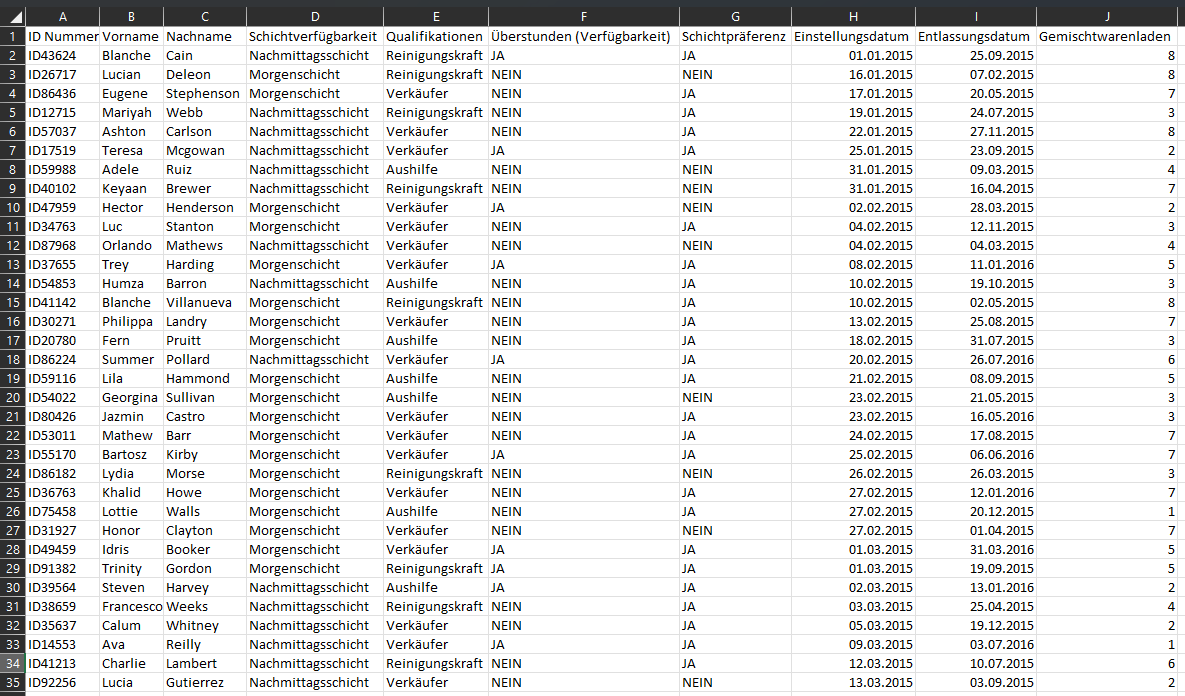 A B C D E F G H I J
1 ID Nummer Vorname Nachname Schichtverfügbarkeit Qualifikationen Überstunden (Verfügbarkeit) Schichtpräferenz Einstellungsdatum Entlassungsdatum Gemischtwarenladen
2 ID43624 Blanche Cain Nachmittagsschicht Reinigungskraft JA JA 01.01.2015 25.09.2015 8
3 ID26717 Lucian Deleon Morgenschicht Reinigungskraft NEIN NEIN 16.01.2015 07.02.2015 8
4 ID86436 Eugene Stephenson Morgenschicht Verkäufer NEIN JA 17.01.2015 20.05.2015 7
5 ID12715 Mariyah Webb Nachmittagsschicht Reinigungskraft NEIN JA 19.01.2015 24.07.2015 3
6 ID57037 Ashton Carlson Nachmittagsschicht Verkäufer NEIN JA 22.01.2015 27.11.2015 8
7 ID17519 Teresa Mcgowan Nachmittagsschicht Verkäufer JA JA 25.01.2015 23.09.2015 2
8 ID59988 Adele Ruiz Nachmittagsschicht Aushilfe NEIN NEIN 31.01.2015 09.03.2015 4
9 ID40102 Keyaan Brewer Nachmittagsschicht Reinigungskraft NEIN NEIN 31.01.2015 16.04.2015 7
10 ID47959 Hector Henderson Morgenschicht Verkäufer JA NEIN 02.02.2015 28.03.2015 2
11 ID34763 Luc Stanton Morgenschicht Verkäufer NEIN JA 04.02.2015 12.11.2015 3
12 ID87968 Orlando Mathews Nachmittagsschicht Verkäufer NEIN NEIN 04.02.2015 04.03.2015 4
13 ID37655 Trey Harding Morgenschicht Verkäufer JA JA 08.02.2015 11.01.2016 5
14 ID54853 Humza Barron Nachmittagsschicht Aushilfe NEIN JA 10.02.2015 19.10.2015 3
15 ID41142 Blanche Villanueva Morgenschicht Reinigungskraft NEIN JA 10.02.2015 02.05.2015 8
16 ID30271 Philippa Landry Morgenschicht Verkäufer NEIN JA 13.02.2015 25.08.2015 7
17 ID20780 Fern Pruitt Morgenschicht Aushilfe NEIN JA 18.02.2015 31.07.2015 3
18 ID86224 Summer Pollard Nachmittagsschicht Verkäufer JA JA 20.02.2015 26.07.2016 6
19 ID59116 Lila Hammond Morgenschicht Aushilfe NEIN JA 21.02.2015 08.09.2015 5
20 ID54022 Georgina Sullivan Morgenschicht Aushilfe NEIN NEIN 23.02.2015 21.05.2015 3
21 ID80426 Jazmin Castro Morgenschicht Verkäufer NEIN JA 23.02.2015 16.05.2016 3
22 ID53011 Mathew Barr Morgenschicht Verkäufer NEIN JA 24.02.2015 17.08.2015 7
23 ID55170 Bartosz Kirby Morgenschicht Verkäufer JA JA 25.02.2015 06.06.2016 7
24 ID86182 Lydia Morse Morgenschicht Reinigungskraft NEIN NEIN 26.02.2015 26.03.2015 3
25 ID36763 Khalid Howe Morgenschicht Verkäufer NEIN JA 27.02.2015 12.01.2016 7
26 ID75458 Lottie Walls Morgenschicht Aushilfe NEIN JA 27.02.2015 20.12.2015 1
27 ID31927 Honor Clayton Morgenschicht Verkäufer NEIN NEIN 27.02.2015 01.04.2015 7
28 ID49459 Idris Booker Morgenschicht Verkäufer JA JA 01.03.2015 31.03.2016 5
29 ID91382 Trinity Gordon Morgenschicht Reinigungskraft JA JA 01.03.2015 19.09.2015 5
30 ID39564 Steven Harvey Nachmittagsschicht Aushilfe JA JA 02.03.2015 13.01.2016 2
31 ID38659 Francesco Weeks Nachmittagsschicht Reinigungskraft NEIN JA 03.03.2015 25.04.2015 4
32 ID35637 Calum Whitney Nachmittagsschicht Verkäufer NEIN JA 05.03.2015 19.12.2015 2
33 ID14553 Ava Reilly Nachmittagsschicht Verkäufer JA JA 09.03.2015 03.07.2016 1
34 ID41213 Charlie Lambert Nachmittagsschicht Reinigungskraft NEIN JA 12.03.2015 10.07.2015 6
35 ID92256 Lucia Gutierrez Nachmittagsschicht Verkäufer NEIN NEIN 13.03.2015 03.09.2015 2